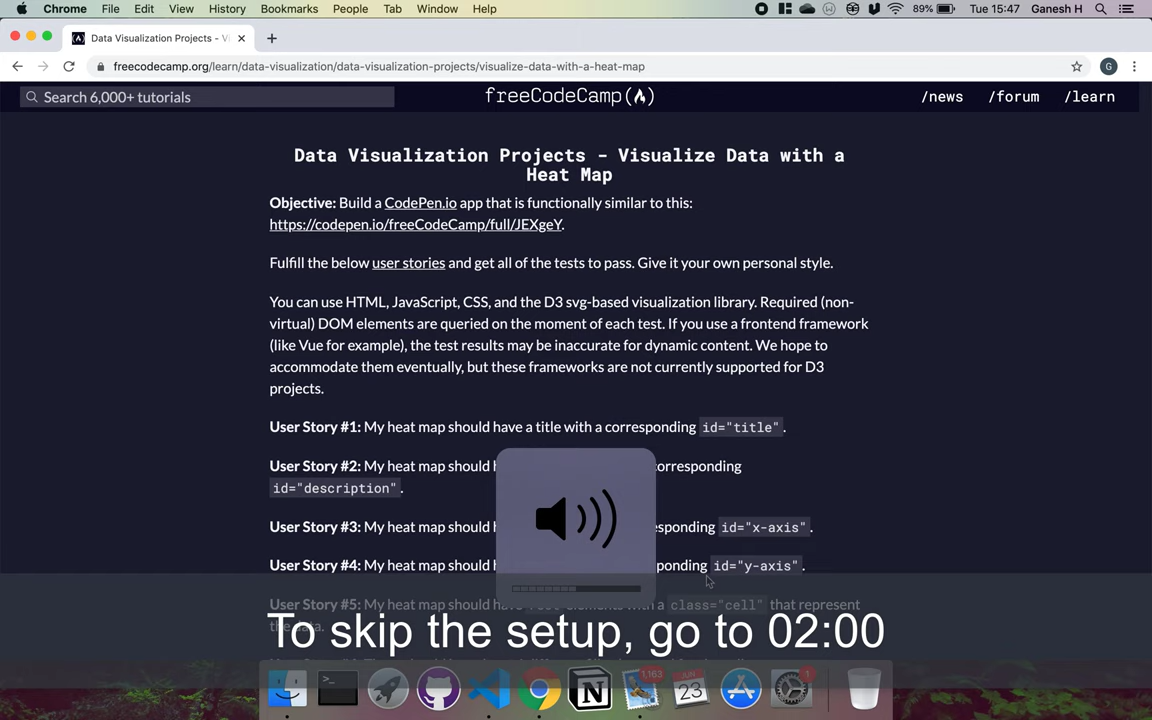 Chrome File Edit View History Bookmarks People Tab Window Help 89% Tue 15:47 Ganesh H
Data Visualization Projects - Vi
freecodecamp.org/learn/data-visualization/data-visualization-projects/visualize-data-with-a-heat-map G
Search 6,000+ tutorials freeCodeCamp /news /forum /learn
Data Visualization Projects - Visualize Data with a
Heat Map
Objective: Build a CodePen.io app that is functionally similar to this:
https://codepen.io/freeCodeCamp/full/JEXgeY.
Fulfill the below user stories and get all of the tests to pass. Give it your own personal style.
You can use HTML, JavaScript, CSS, and the D3 svg-based visualization library. Required (non-
virtual) DOM elements are queried on the moment of each test. If you use a frontend framework
(like Vue for example), the test results may be inaccurate for dynamic content. We hope to
accommodate them eventually, but these frameworks are not currently supported for D3
projects.
User Story #1: My heat map should have a title with a corresponding id="title".
User Story #2: My heat map should h corresponding
id="description".
User Story #3: My heat map should h sponding id="x-axis".
User Story #4: My heat map should h ponding id="y-axis".
User Story #5: My heat map should have elements with a class="cell" that represent
the data.
To skip the setup, go to 02:00
1,163 JUN 23 1